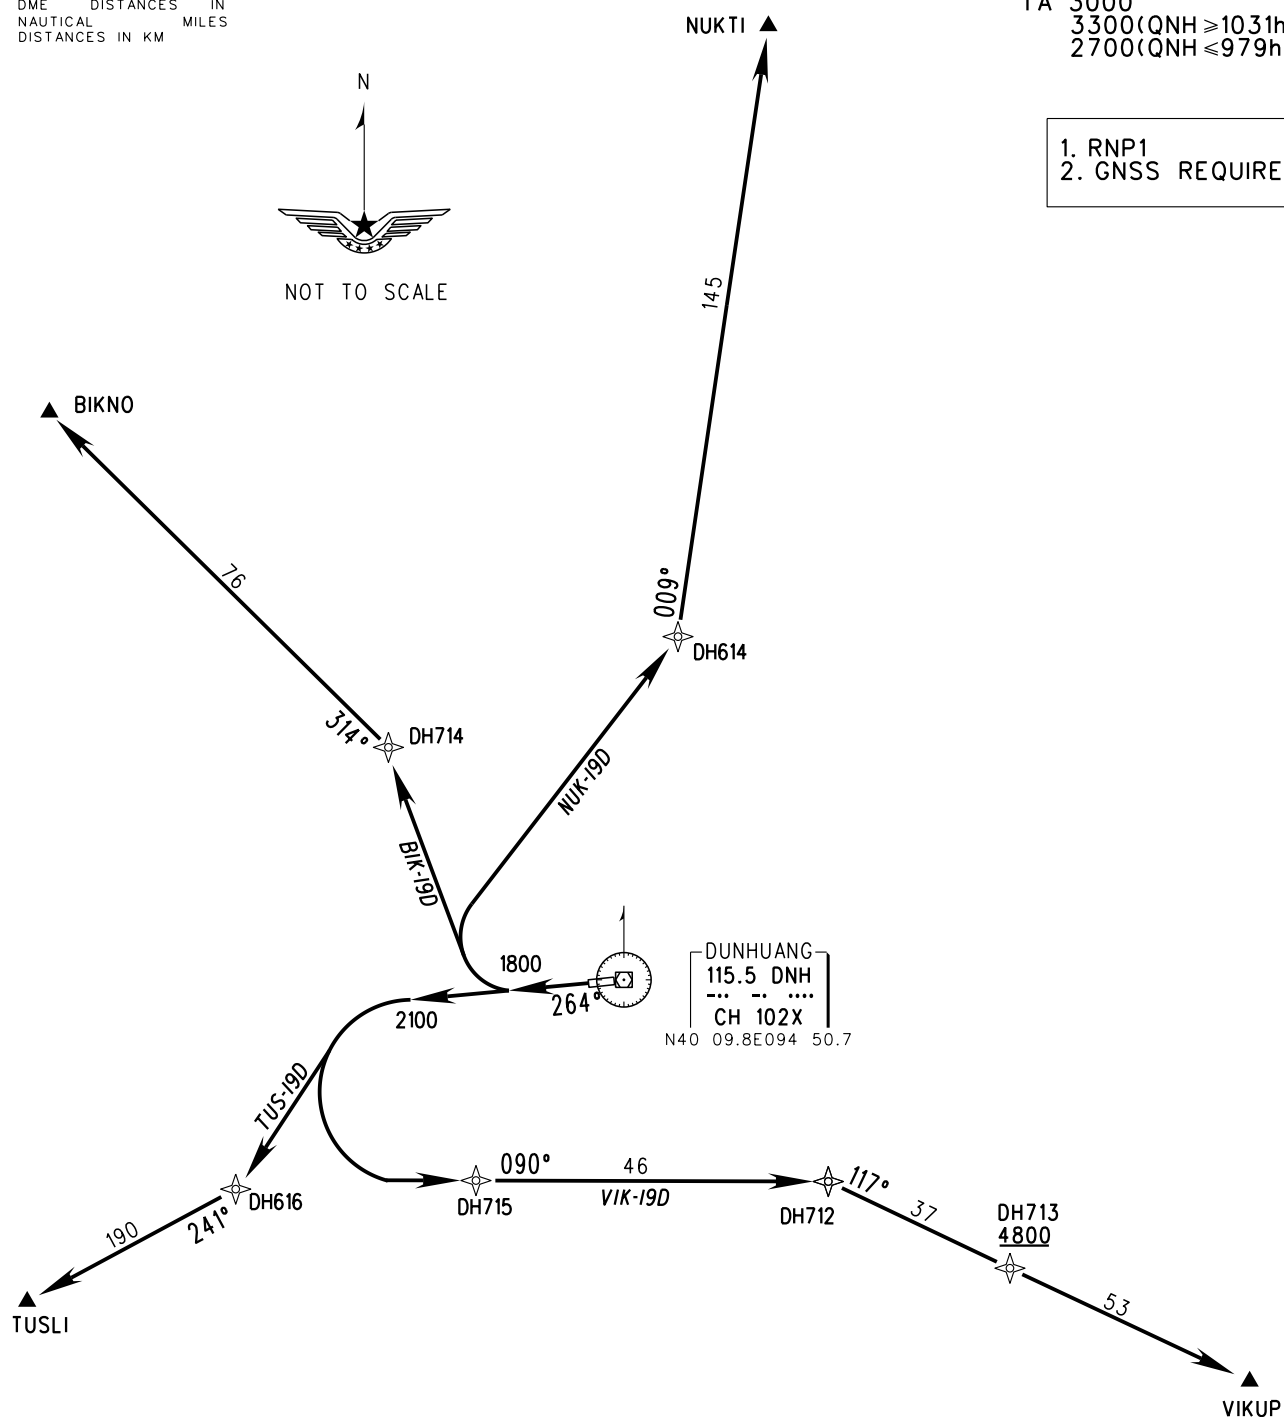 DME DISTANCES IN
NAUTICAL MILES
DISTANCES IN KM
TA 3000
3300(QNH ≥1031h
2700(QNH ≤979h
NUKTI
N
1. RNP1
2. GNSS REQUIRE
NOT TO SCALE
145
BIKNO
76
009°
DH614
314°
DH714
NUK-19D
BIK-19D
DUNHUANG
115.5 DNH
CH 102X
N40 09.8E094 50.7
1800
264°
2100
TUS-19D
090°
46
VIK-19D
117°
DH616
DH715
DH712
37
DH713
4800
190
241°
53
TUSLI
VIKUP